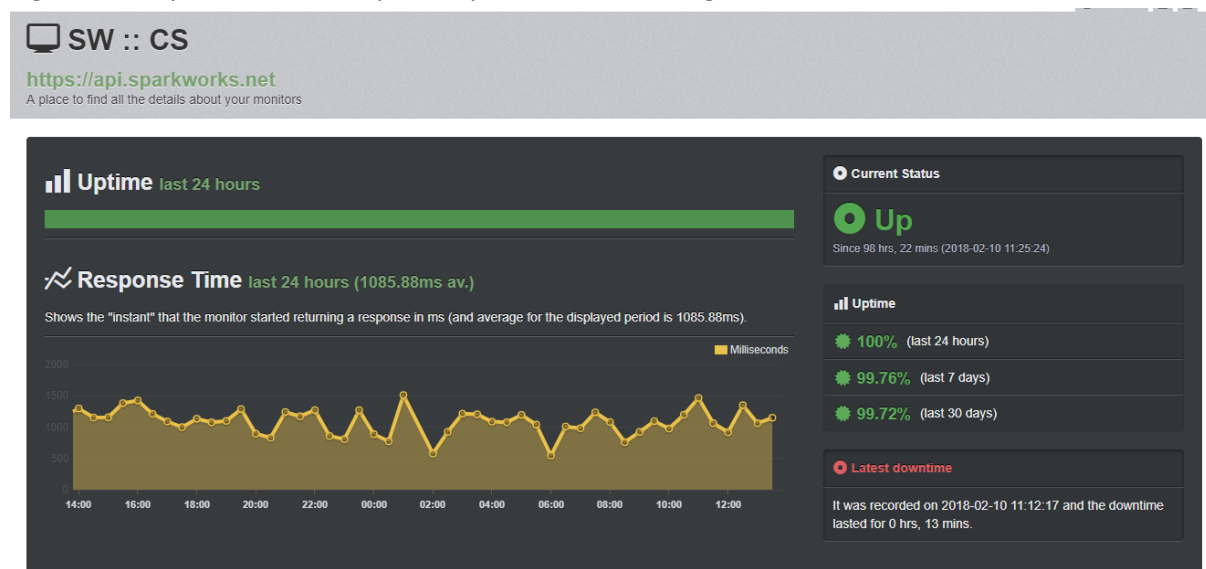 SW :: CS
https://api.sparkworks.net
A place to find all the details about your monitors
Uptime last 24 hours
Response Time last 24 hours (1085.88ms av.)
Shows the "instant" that the monitor started returning a response in ms (and average for the displayed period is 1085.88ms).
Milliseconds
2000
1500
1000
500
0
14:00 16:00 18:00 20:00 22:00 00:00 02:00 04:00 06:00 08:00 10:00 12:00
Current Status
Up
Since 98 hrs, 22 mins (2018-02-10 11:25:24)
Uptime
100% (last 24 hours)
99.76% (last 7 days)
99.72% (last 30 days)
Latest downtime
It was recorded on 2018-02-10 11:12:17 and the downtime
lasted for 0 hrs, 13 mins.